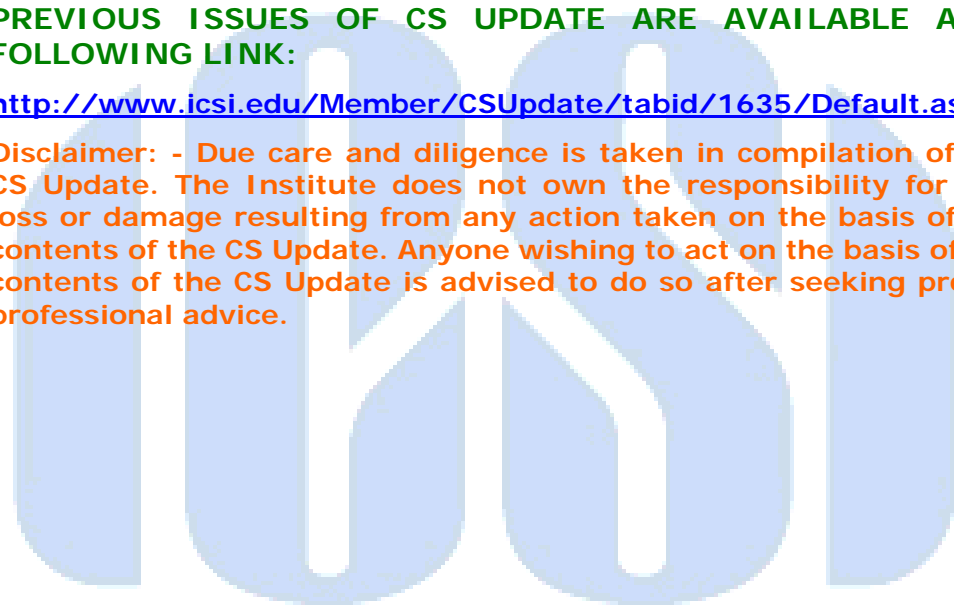 PREVIOUS ISSUES OF CS UPDATE ARE AVAILABLE A
FOLLOWING LINK:
http://www.icsi.edu/Member/CSUpdate/tabid/1635/Default.as
Disclaimer: - Due care and diligence is taken in compilation of
CS Update. The Institute does not own the responsibility for
loss or damage resulting from any action taken on the basis of
contents of the CS Update. Anyone wishing to act on the basis of
contents of the CS Update is advised to do so after seeking pr
professional advice.